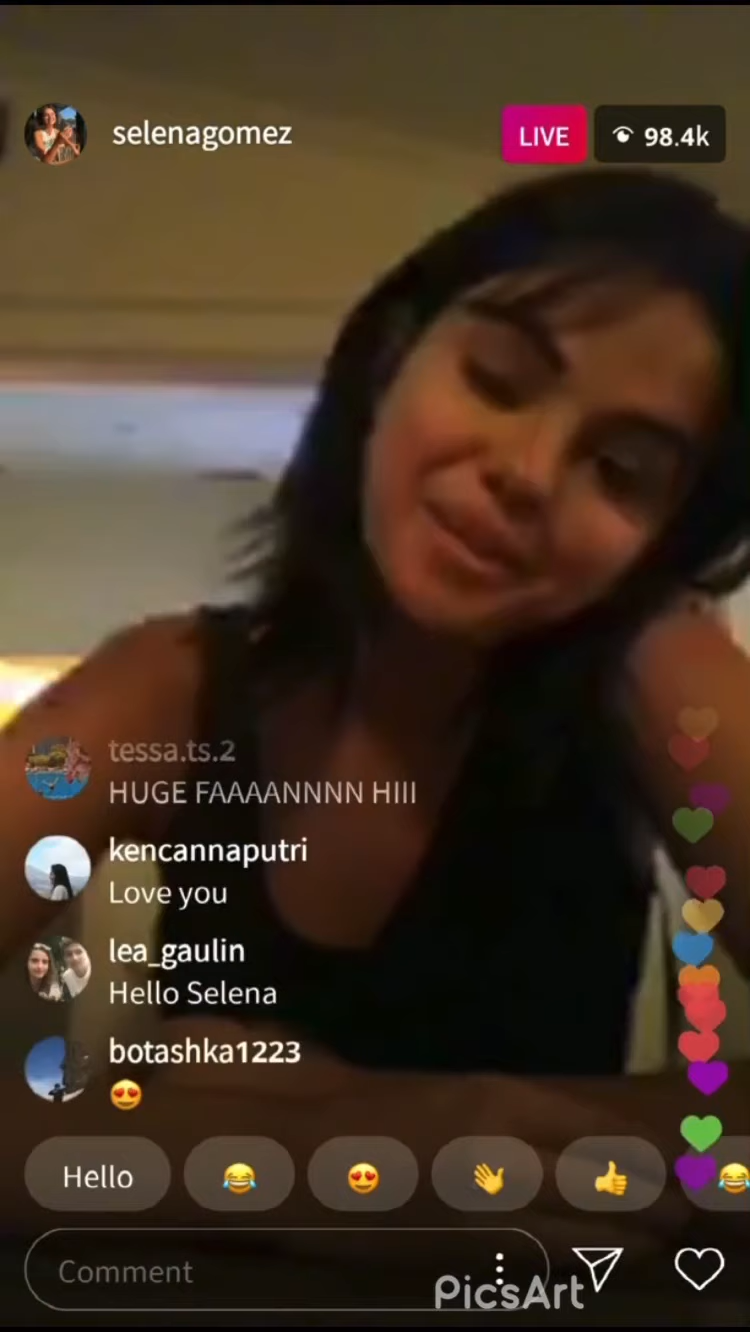 selenagomez
LIVE
98.4k
tessa.ts.2
HUGE FAAAANNNN HIII
kencannaputri
Love you
lea_gaulin
Hello Selena
botashka1223
😍
Hello 😂 😍 👋 👍 😂
Comment
PicsArt